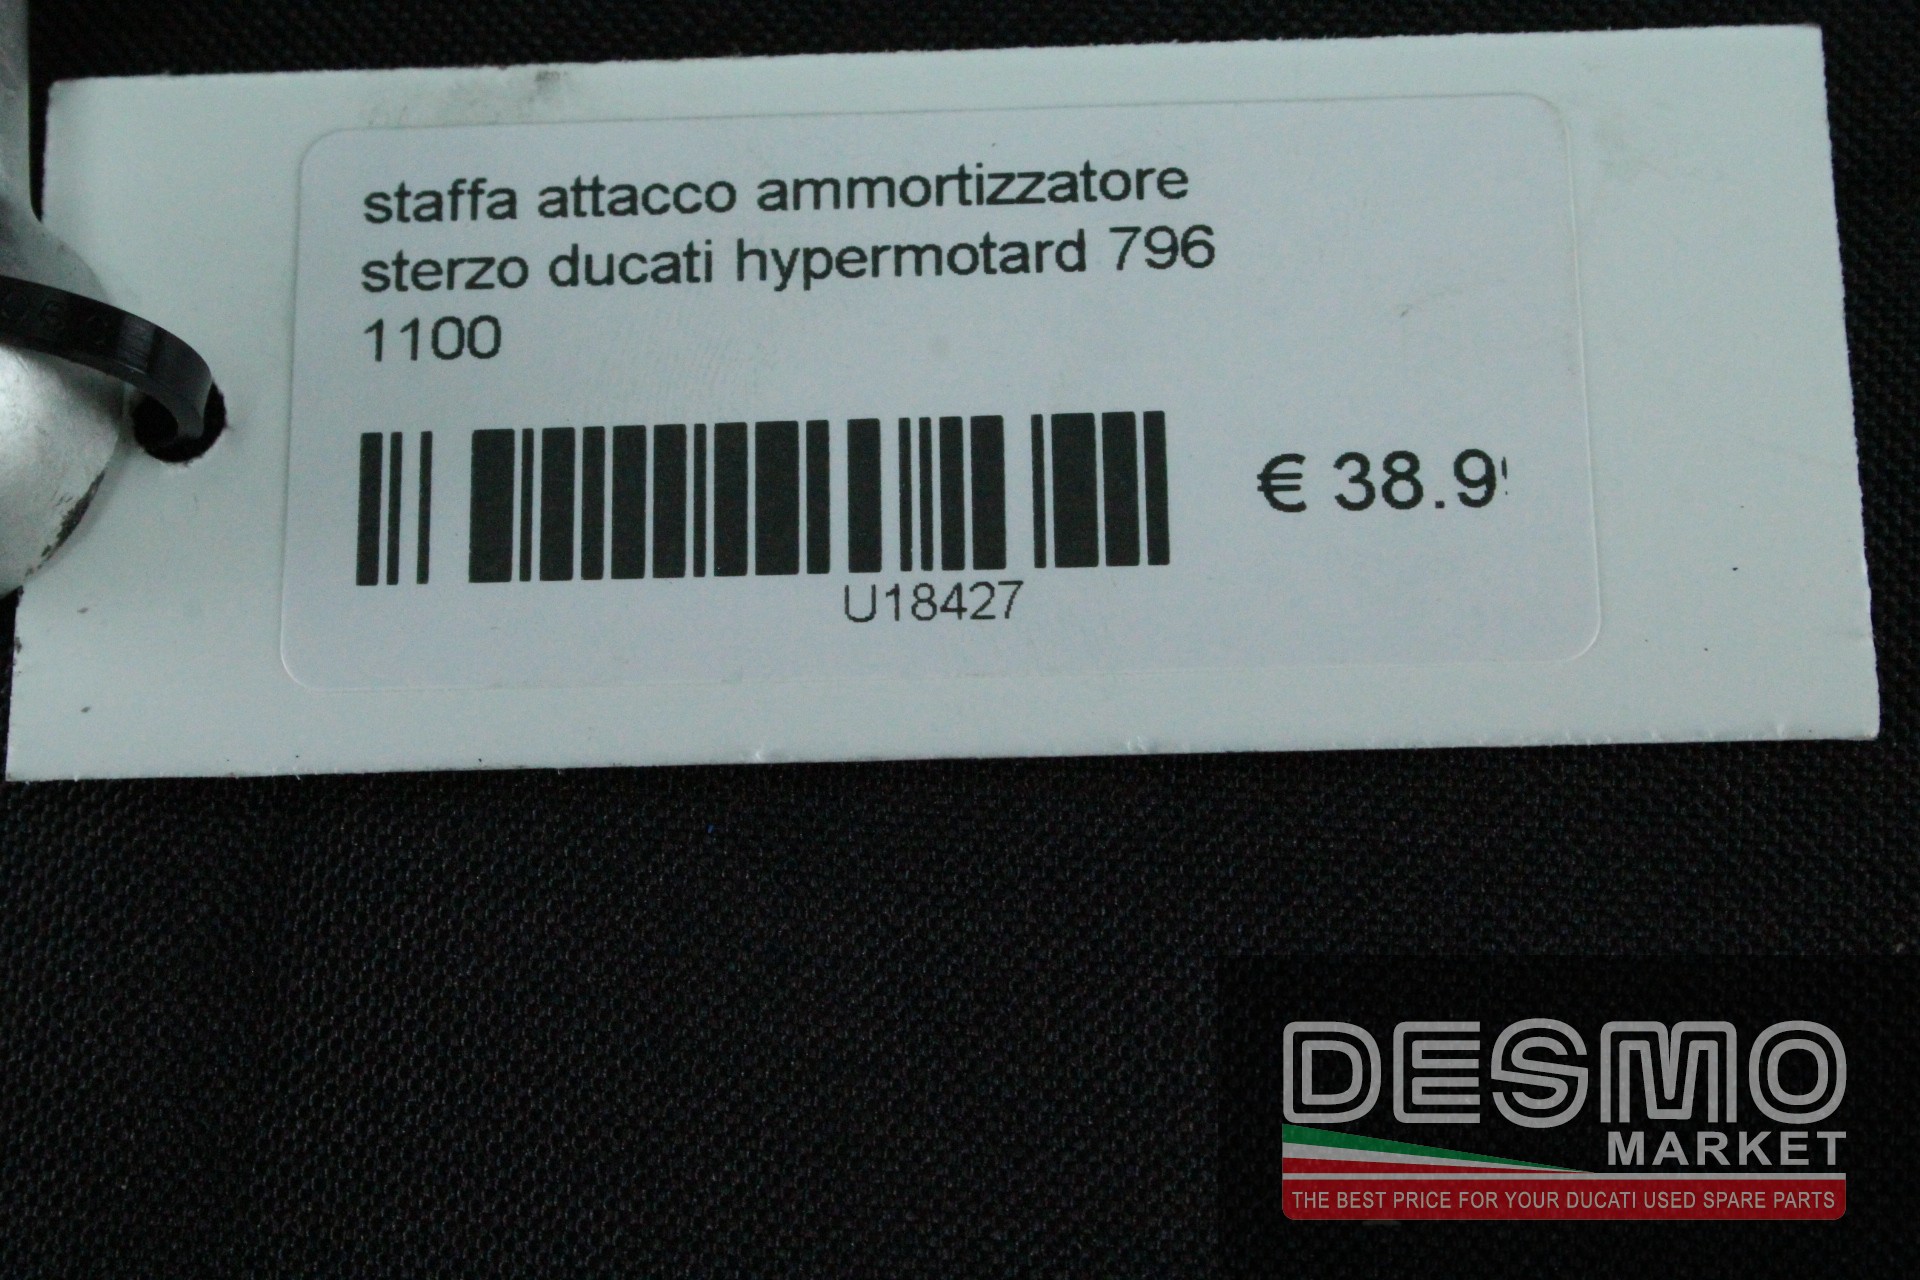 staffa attacco ammortizzatore
sterzo ducati hypermotard 796
1100
€ 38.9
U18427
DESMO
MARKET
THE BEST PRICE FOR YOUR DUCATI USED SPARE PARTS